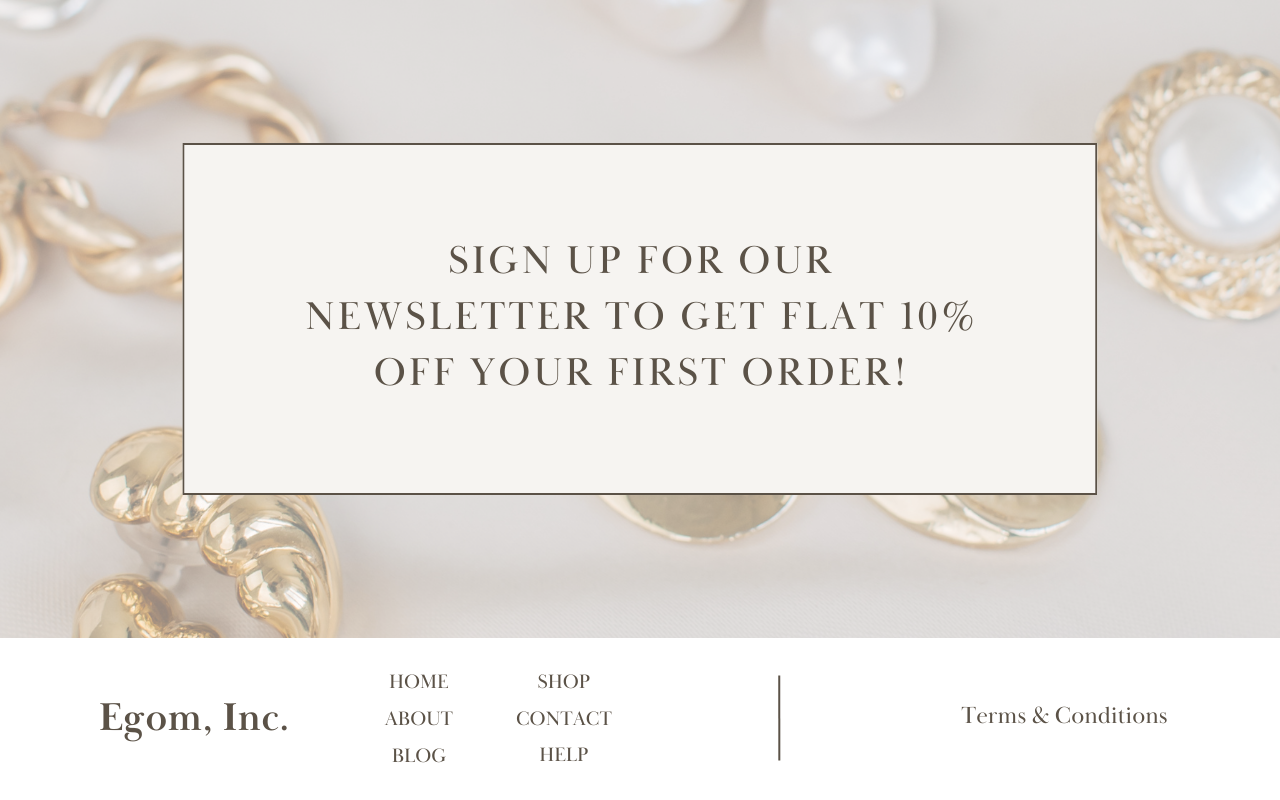 SIGN UP FOR OUR
NEWSLETTER TO GET FLAT 10%
OFF YOUR FIRST ORDER!
Egom, Inc.
HOME
ABOUT
BLOG
SHOP
CONTACT
HELP
Terms & Conditions